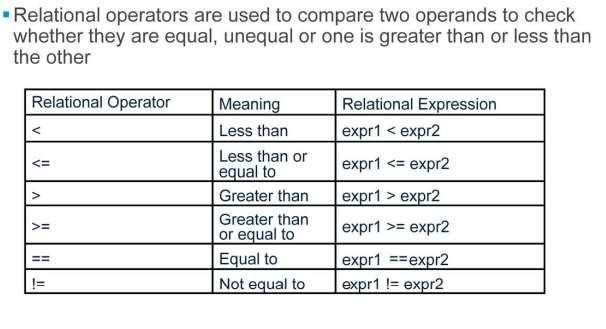 Relational operators are used to compare two operands to check
whether they are equal, unequal or one is greater than or less than
the other
Relational Operator Meaning Relational Expression
< Less than expr1 < expr2
<= Less than or
equal to expr1 <= expr2
> Greater than expr1 > expr2
>= Greater than
or equal to expr1 >= expr2
== Equal to expr1 ==expr2
!= Not equal to expr1 != expr2